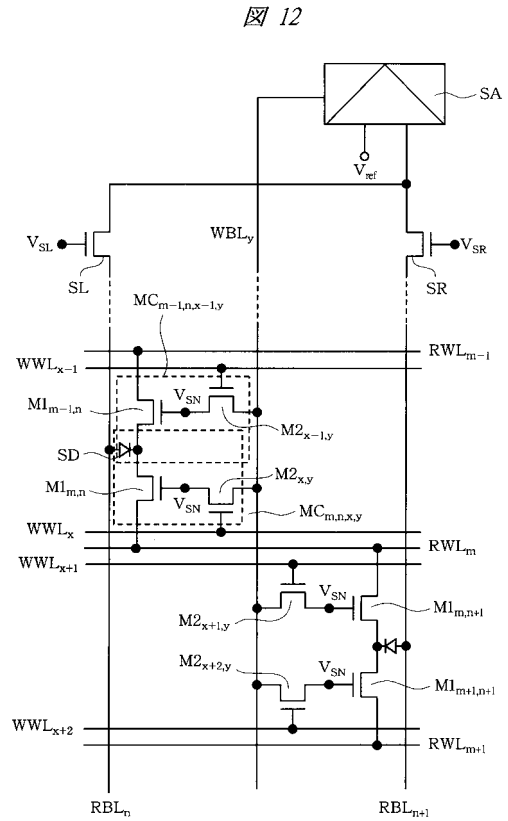 図 12
SA
V_ref
V_SL
WBL_y
V_SR
SL
SR
MC_m−1,n,x−1,y
RWL_m−1
WWL_x−1
M1_m−1,n
V_SN
M2_x−1,y
SD
M2_x,y
M1_m,n
V_SN
MC_m,n,x,y
WWL_x
RWL_m
WWL_x+1
V_SN
M1_m,n+1
M2_x+1,y
M2_x+2,y
V_SN
M1_m+1,n+1
WWL_x+2
RWL_m+1
RBL_n
RBL_n+1